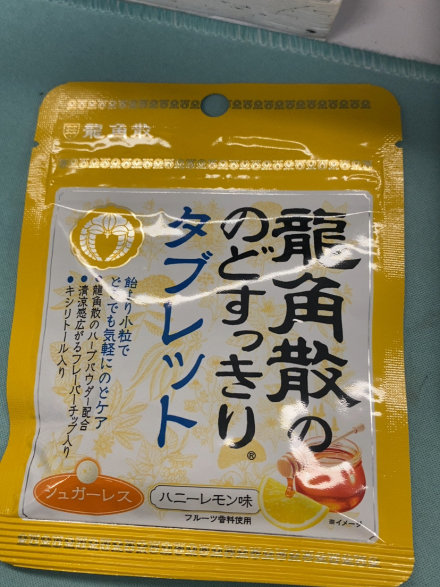 龍角散
龍角散の
のどすっきり®
タブレット
飴より小粒で
どこでも気軽にのどケア
龍角散のハーブパウダー配合
清涼感広がるフレーバーチップ入り
キシリトール入り
シュガーレス
ハニーレモン味
フルーツ香料使用
※イメージ